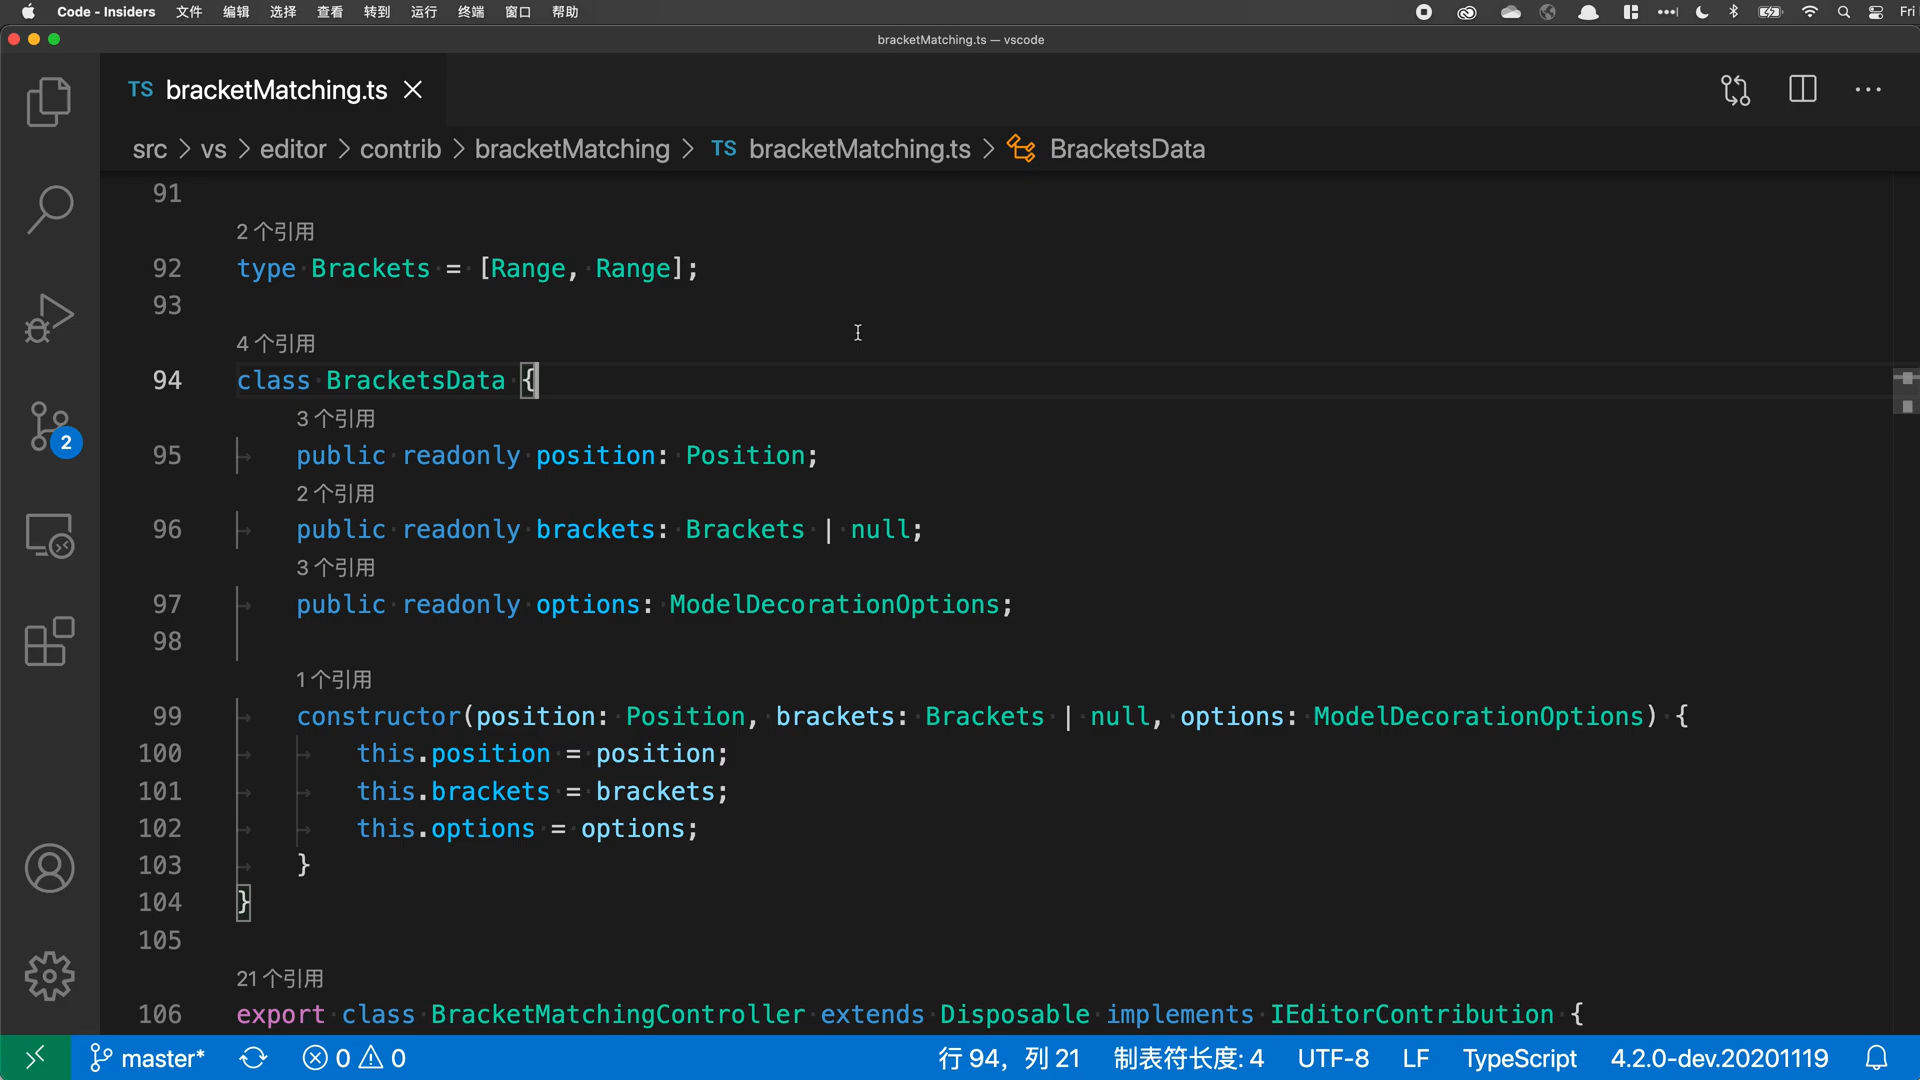 Code - Insiders 文件 编辑 选择 查看 转到 运行 终端 窗口 帮助 Fri
bracketMatching.ts — vscode
TS bracketMatching.ts
src > vs > editor > contrib > bracketMatching > TS bracketMatching.ts > BracketsData
91
2 个引用
92 type Brackets = [Range, Range];
93
4 个引用
94 class BracketsData {
3 个引用
95 public readonly position: Position;
2 个引用
96 public readonly brackets: Brackets | null;
3 个引用
97 public readonly options: ModelDecorationOptions;
98
1 个引用
99 constructor(position: Position, brackets: Brackets | null, options: ModelDecorationOptions) {
100 this.position = position;
101 this.brackets = brackets;
102 this.options = options;
103 }
104 }
105
21 个引用
106 export class BracketMatchingController extends Disposable implements IEditorContribution {
2
master* 0 0 行 94, 列 21 制表符长度: 4 UTF-8 LF TypeScript 4.2.0-dev.20201119